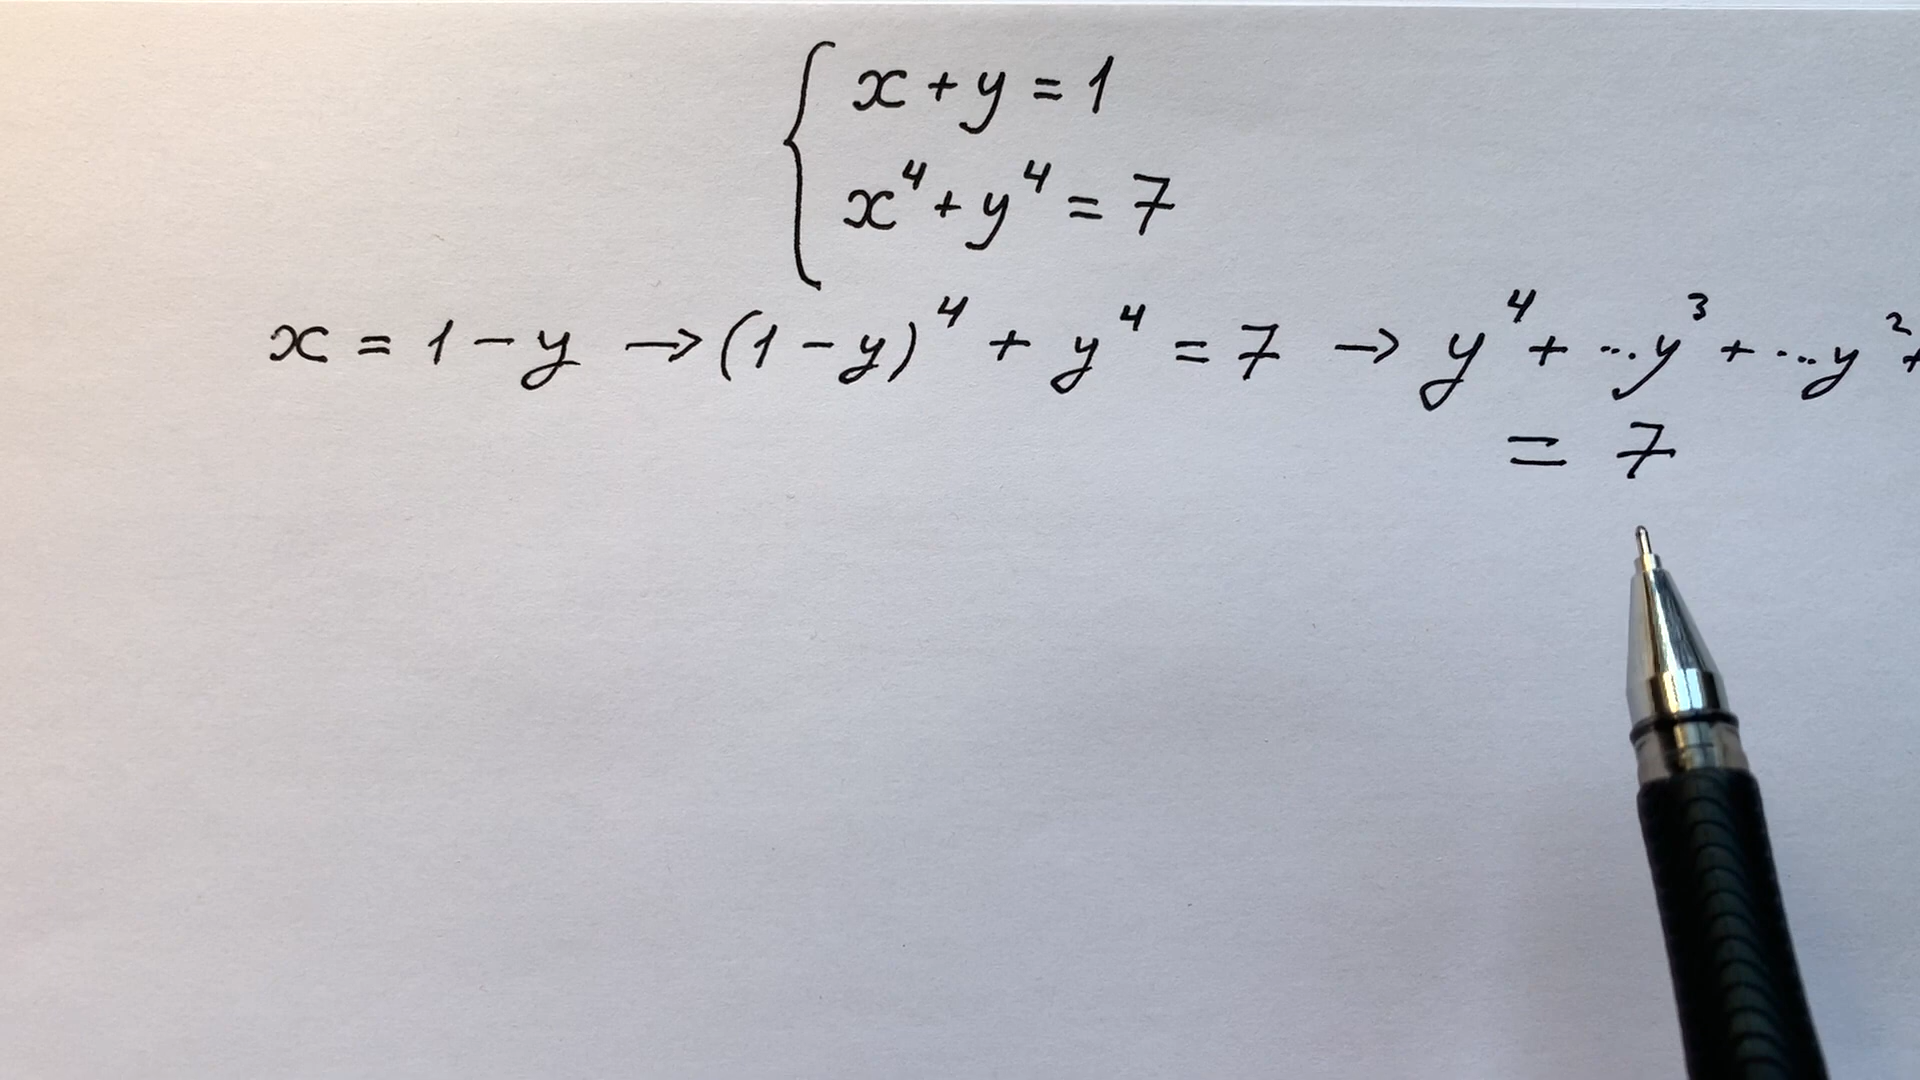 x + y = 1
x⁴ + y⁴ = 7
x = 1 - y → (1 - y)⁴ + y⁴ = 7 → y⁴ + ...y³ + ...y² +
= 7